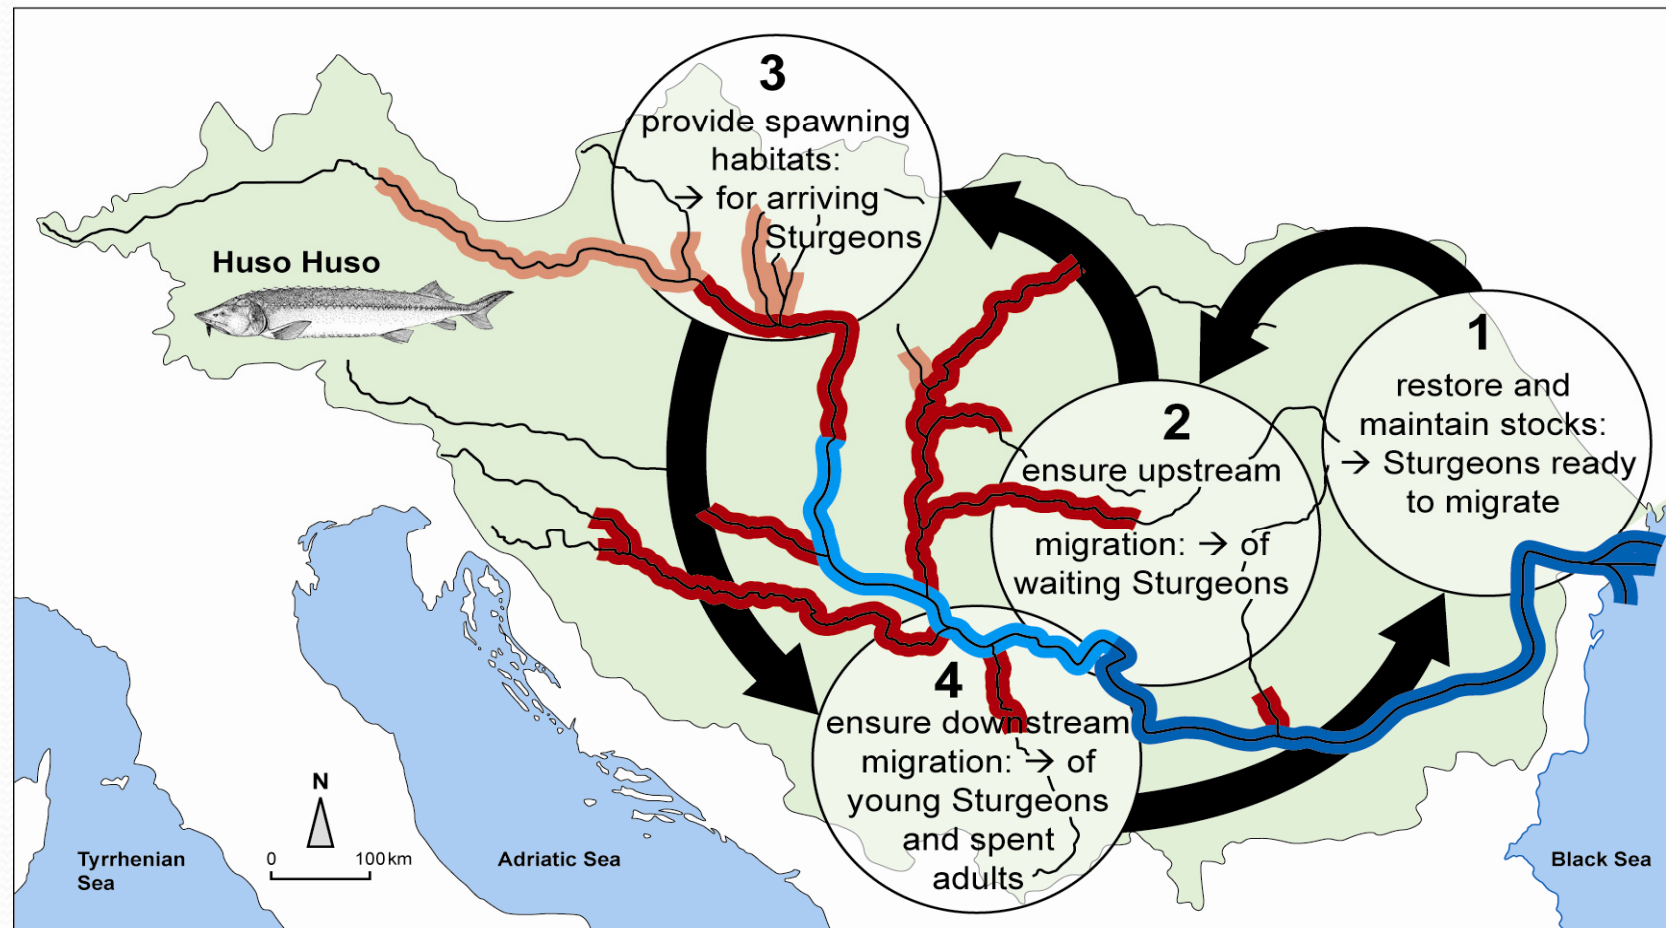 3
provide spawning
habitats:
→ for arriving
Sturgeons
Huso Huso
1
restore and
maintain stocks:
→ Sturgeons ready
to migrate
2
ensure upstream
migration: → of
waiting Sturgeons
4
ensure downstream
migration: → of
young Sturgeons
and spent
adults
N
0 100 km
Tyrrhenian
Sea
Adriatic Sea
Black Sea